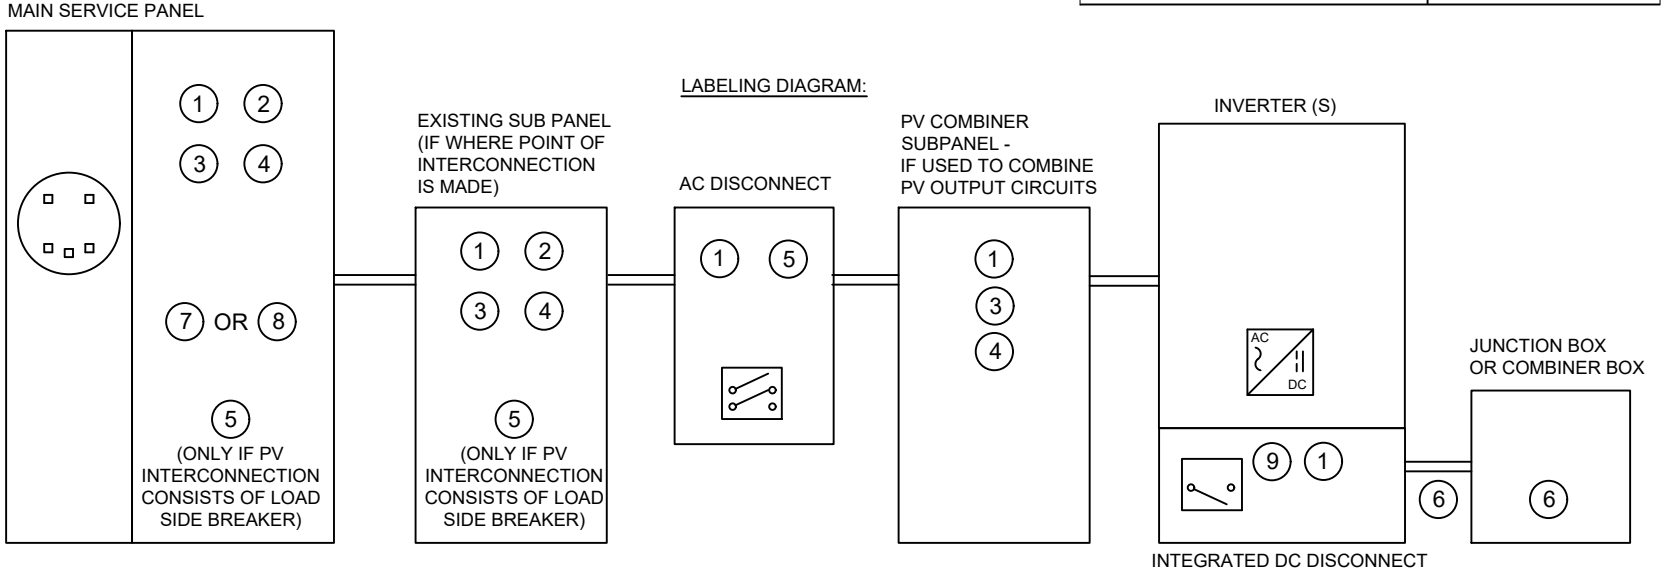 MAIN SERVICE PANEL
1 2
3 4
7 OR 8
5
(ONLY IF PV
INTERCONNECTION
CONSISTS OF LOAD
SIDE BREAKER)
EXISTING SUB PANEL
(IF WHERE POINT OF
INTERCONNECTION
IS MADE)
1 2
3 4
5
(ONLY IF PV
INTERCONNECTION
CONSISTS OF LOAD
SIDE BREAKER)
LABELING DIAGRAM:
AC DISCONNECT
1 5
PV COMBINER
SUBPANEL -
IF USED TO COMBINE
PV OUTPUT CIRCUITS
1
3
4
INVERTER (S)
AC
DC
9 1
INTEGRATED DC DISCONNECT
6
JUNCTION BOX
OR COMBINER BOX
6